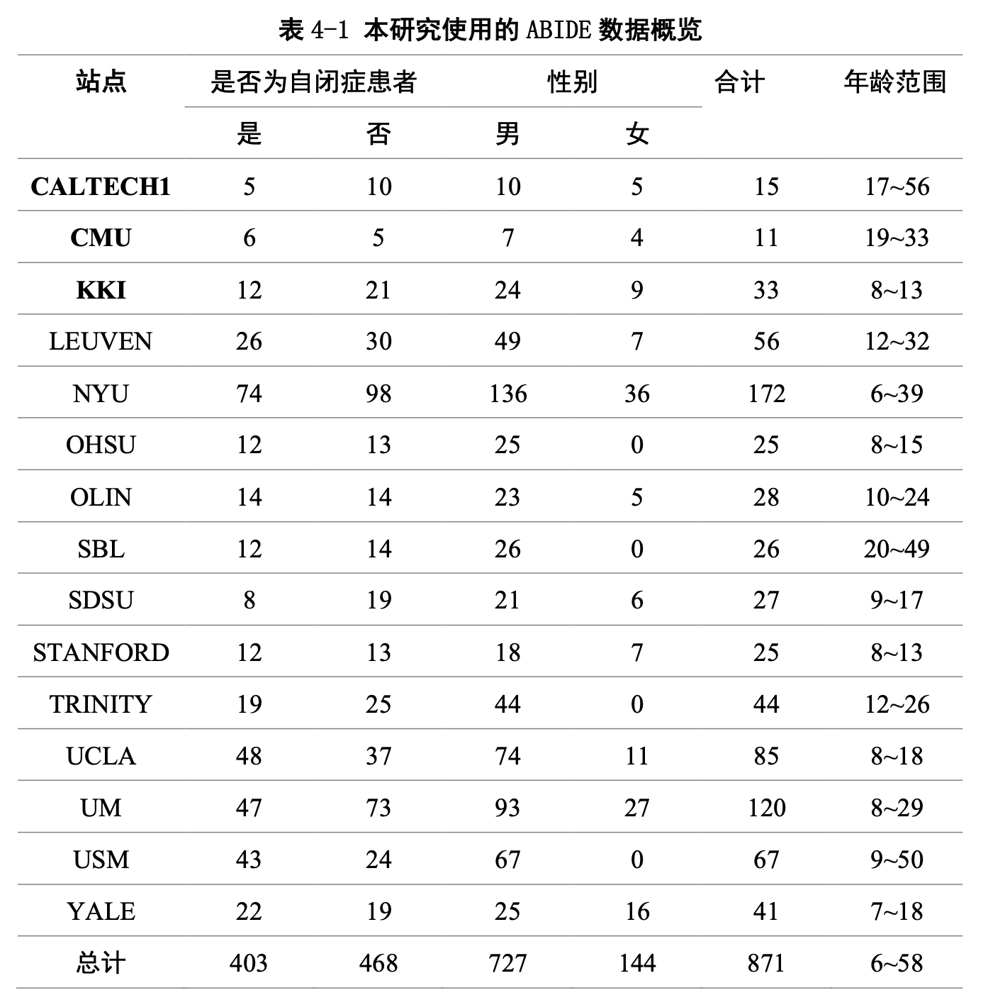 表 4-1 本研究使用的 ABIDE 数据概览
站点 是否为自闭症患者 性别 合计 年龄范围
是 否 男 女
CALTECH1 5 10 10 5 15 17~56
CMU 6 5 7 4 11 19~33
KKI 12 21 24 9 33 8~13
LEUVEN 26 30 49 7 56 12~32
NYU 74 98 136 36 172 6~39
OHSU 12 13 25 0 25 8~15
OLIN 14 14 23 5 28 10~24
SBL 12 14 26 0 26 20~49
SDSU 8 19 21 6 27 9~17
STANFORD 12 13 18 7 25 8~13
TRINITY 19 25 44 0 44 12~26
UCLA 48 37 74 11 85 8~18
UM 47 73 93 27 120 8~29
USM 43 24 67 0 67 9~50
YALE 22 19 25 16 41 7~18
总计 403 468 727 144 871 6~58